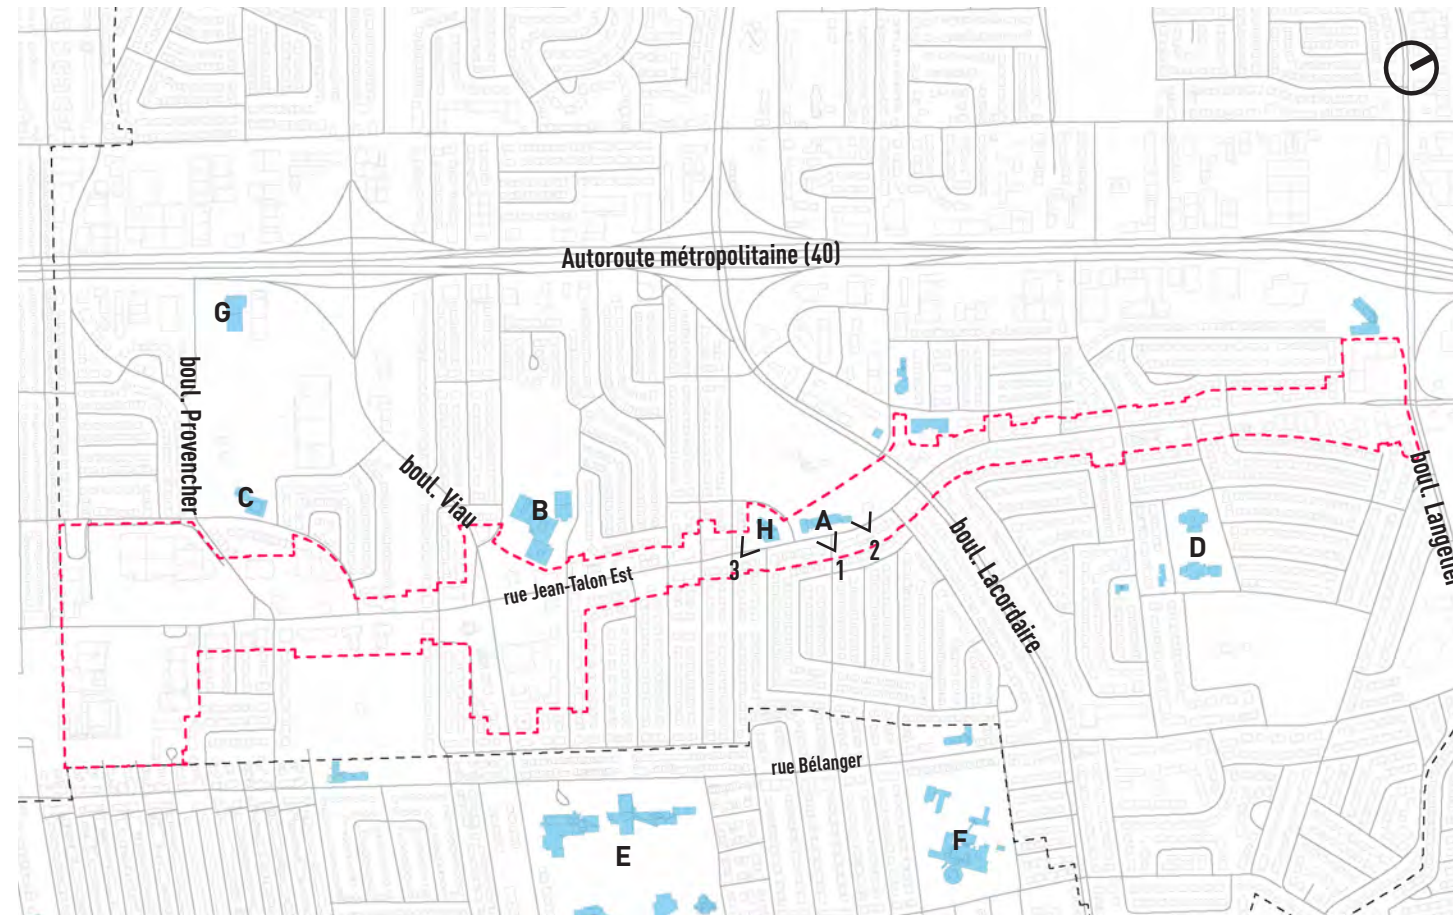 Autoroute métropolitaine (40)
G
boul. Provencher
C
boul. Viau
B
H
A
2
3
1
rue Jean-Talon Est
boul. Lacordaire
D
boul. Langelier
rue Bélanger
E
F